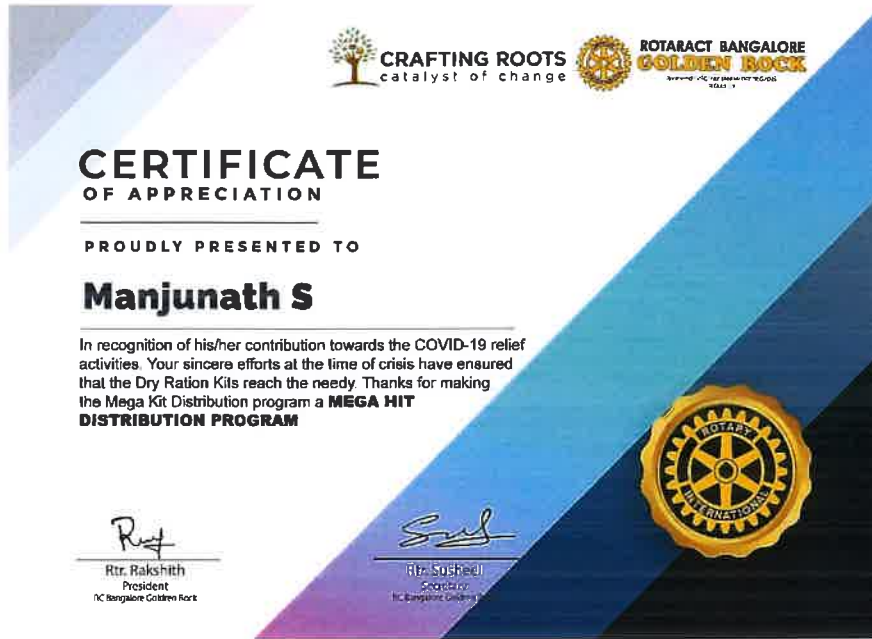 CRAFTING ROOTS
catalyst of change
ROTARACT BANGALORE
GOLDEN ROCK
CERTIFICATE
OF APPRECIATION
PROUDLY PRESENTED TO
Manjunath S
In recognition of his/her contribution towards the COVID-19 relief
activities. Your sincere efforts at the time of crisis have ensured
that the Dry Ration Kits reach the needy. Thanks for making
the Mega Kit Distribution program a MEGA HIT
DISTRIBUTION PROGRAM
ROTARY
INTERNATIONAL
Rtr. Rakshith
President
RC Bangalore Goldren Rock
Rtr. Susheel
Secretary
RC Bangalore Goldren